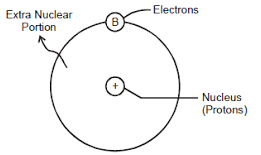 Extra Nuclear
Portion
B
Electrons
+
Nucleus
(Protons)